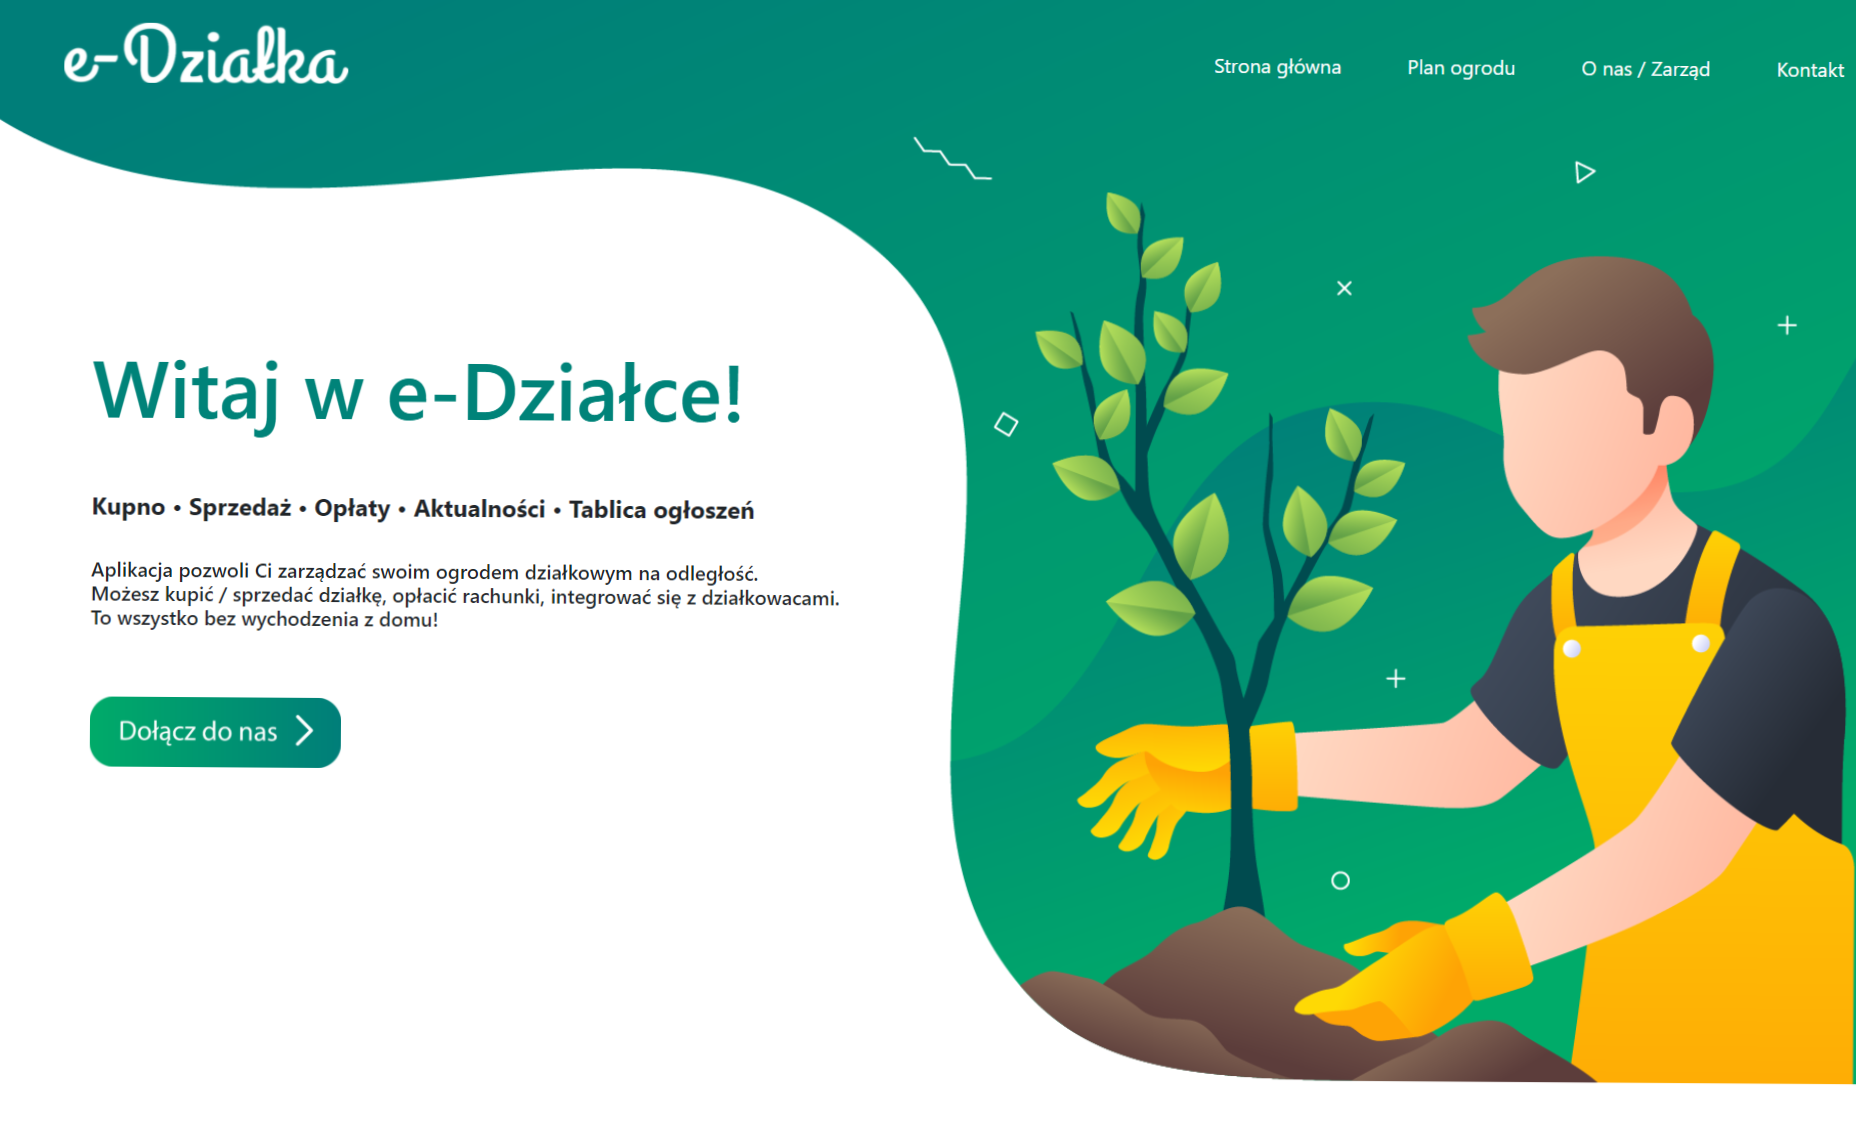 e-Działka
Strona główna
Plan ogrodu
O nas / Zarząd
Kontakt
Witaj w e-Działce!
Kupno • Sprzedaż • Opłaty • Aktualności • Tablica ogłoszeń
Aplikacja pozwoli Ci zarządzać swoim ogrodem działkowym na odległość.
Możesz kupić / sprzedać działkę, opłacić rachunki, integrować się z działkowacami.
To wszystko bez wychodzenia z domu!
Dołącz do nas